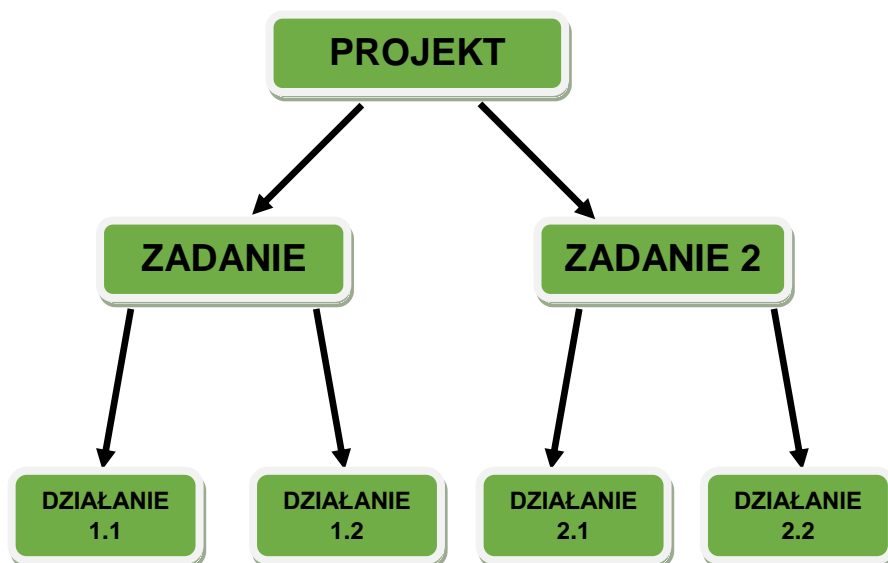 PROJEKT
ZADANIE
ZADANIE 2
DZIAŁANIE
1.1
DZIAŁANIE
1.2
DZIAŁANIE
2.1
DZIAŁANIE
2.2